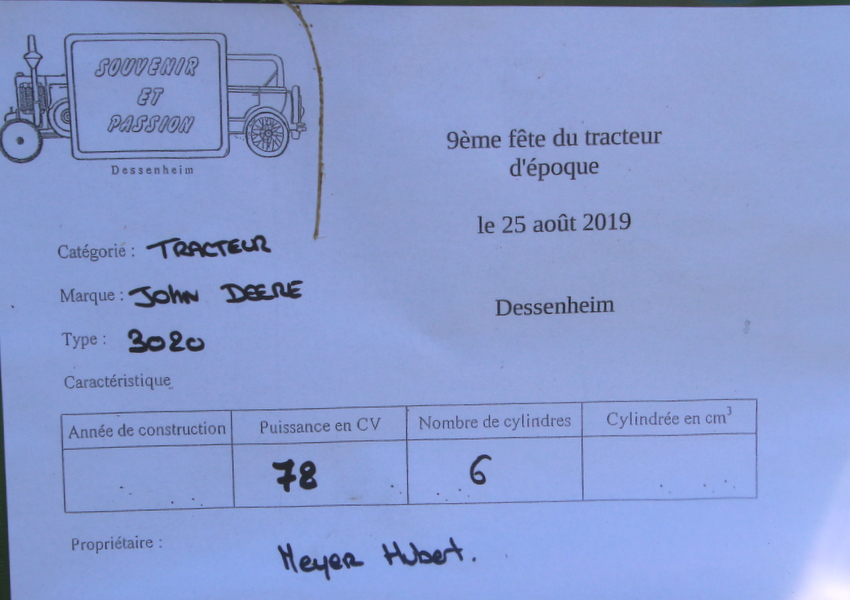 SOUVENIR
ET
PASSION
Dessenheim
9ème fête du tracteur
d'époque
le 25 août 2019
Dessenheim
Catégorie : TRACTEUR
Marque : JOHN DEERE
Type : 3020
Caractéristique
Année de construction Puissance en CV Nombre de cylindres Cylindrée en cm³
78 6
Propriétaire : Meyer Hubert.